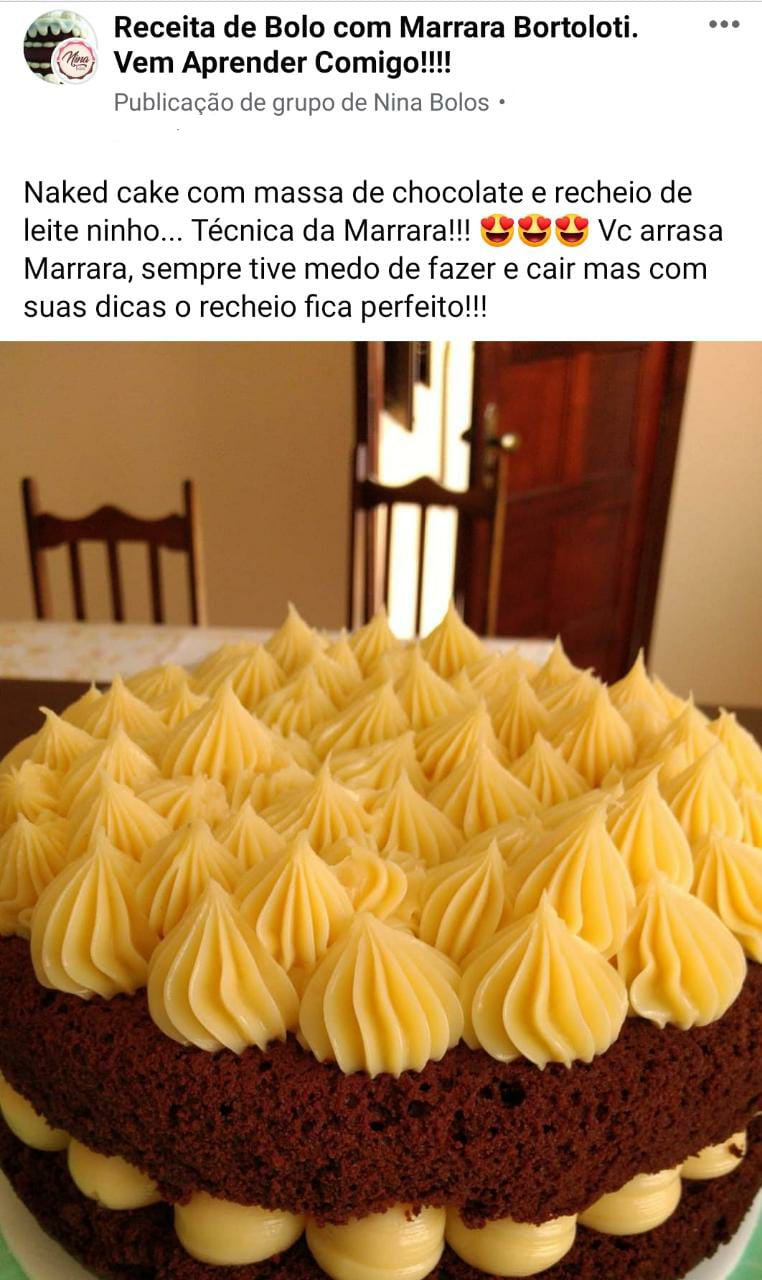 Receita de Bolo com Marrara Bortoloti.
Vem Aprender Comigo!!!!
Publicação de grupo de Nina Bolos •
Nina
Naked cake com massa de chocolate e recheio de
leite ninho... Técnica da Marrara!!! 😍😍😍 Vc arrasa
Marrara, sempre tive medo de fazer e cair mas com
suas dicas o recheio fica perfeito!!!